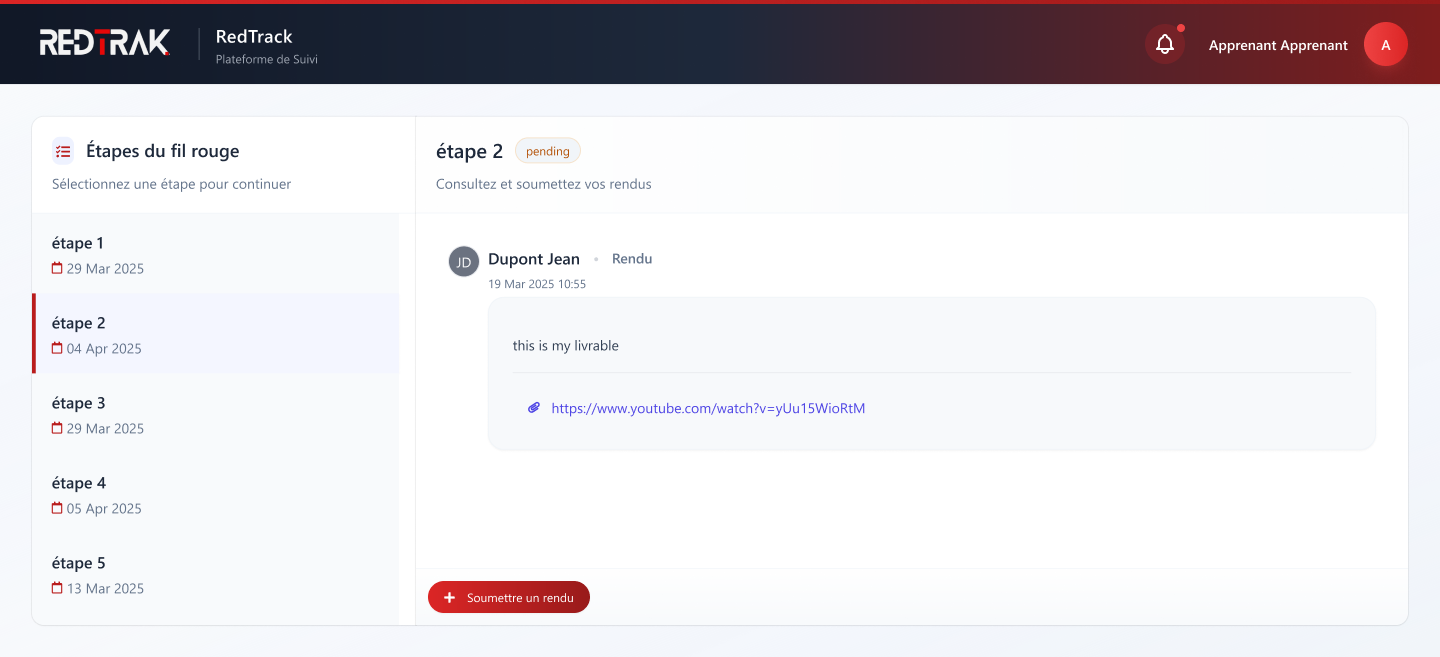 REDTRAK
RedTrack
Plateforme de Suivi
Apprenant Apprenant
A
Étapes du fil rouge
Sélectionnez une étape pour continuer
étape 1
29 Mar 2025
étape 2
04 Apr 2025
étape 3
29 Mar 2025
étape 4
05 Apr 2025
étape 5
13 Mar 2025
étape 2 pending
Consultez et soumettez vos rendus
JD Dupont Jean • Rendu
19 Mar 2025 10:55
this is my livrable
https://www.youtube.com/watch?v=yUu15WioRtM
+ Soumettre un rendu